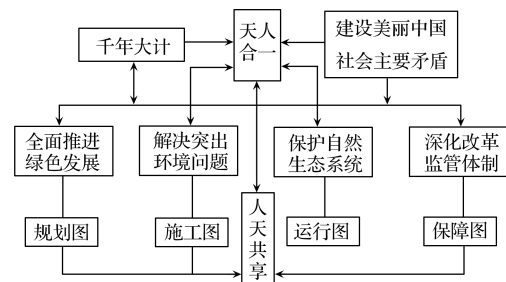 千年大计
天人
合一
建设美丽中国
社会主要矛盾
全面推进
绿色发展
解决突出
环境问题
保护自然
生态系统
深化改革
监管体制
规划图
施工图
人天共享
运行图
保障图